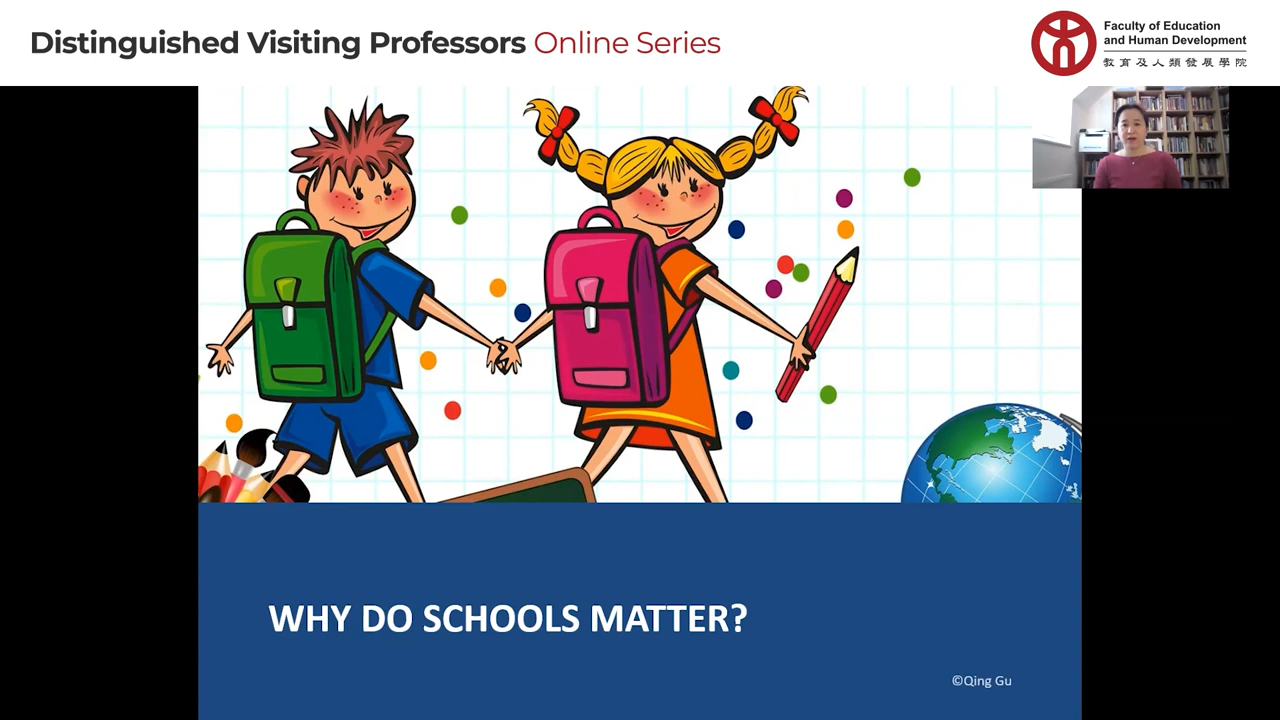 Distinguished Visiting Professors Online Series
Faculty of Education
and Human Development
教育及人類發展學院
WHY DO SCHOOLS MATTER?
©Qing Gu